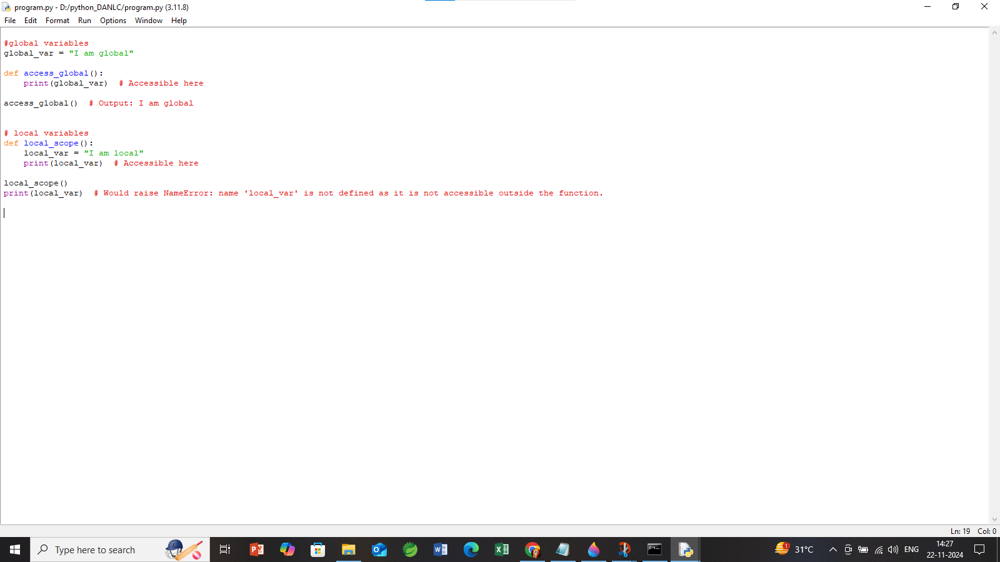 program.py - D:/python_DANLC/program.py (3.11.8)
File Edit Format Run Options Window Help
#global variables
global_var = "I am global"
def access_global():
    print(global_var)  # Accessible here
access_global()  # Output: I am global
# local variables
def local_scope():
    local_var = "I am local"
    print(local_var)  # Accessible here
local_scope()
print(local_var)  # Would raise NameError: name 'local_var' is not defined as it is not accessible outside the function.
Ln: 19 Col: 0
Type here to search
31°C
ENG
14:27
22-11-2024